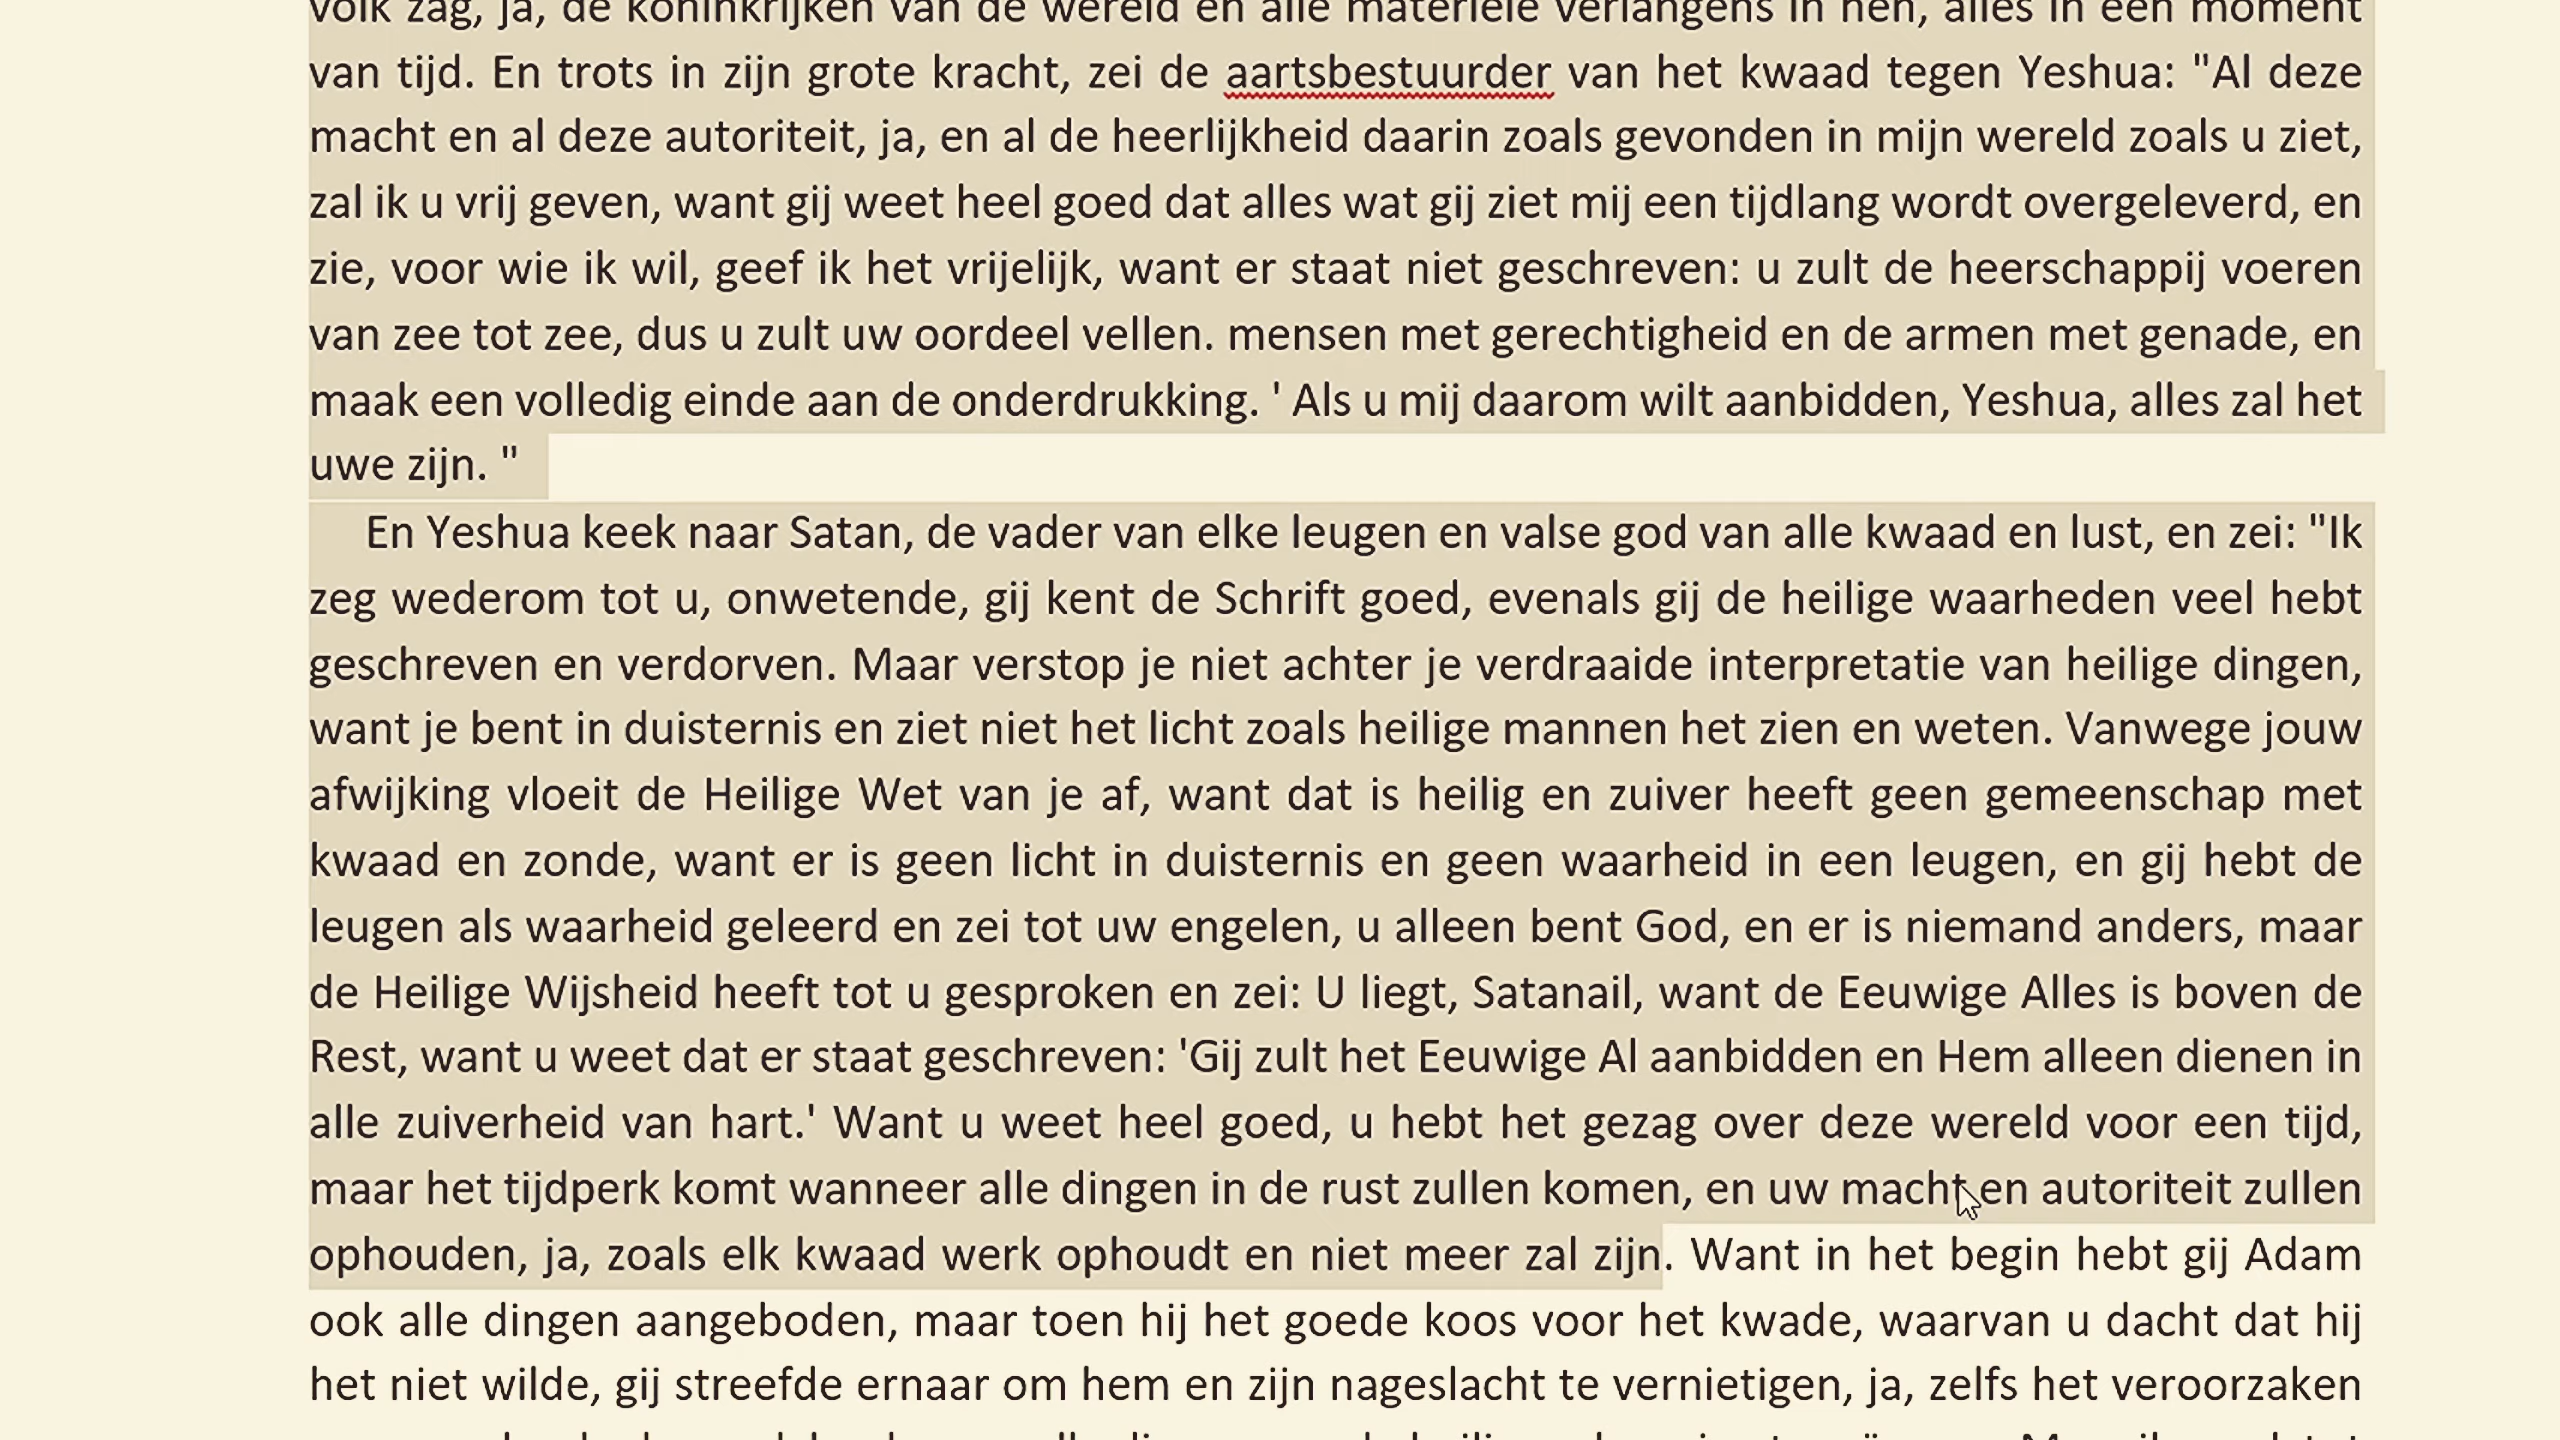 volk zag, ja, de koninkrijken van de wereld en alle materiële verlangens in hen, alles in een moment
van tijd. En trots in zijn grote kracht, zei de aartsbestuurder van het kwaad tegen Yeshua: "Al deze
macht en al deze autoriteit, ja, en al de heerlijkheid daarin zoals gevonden in mijn wereld zoals u ziet,
zal ik u vrij geven, want gij weet heel goed dat alles wat gij ziet mij een tijdlang wordt overgeleverd, en
zie, voor wie ik wil, geef ik het vrijelijk, want er staat niet geschreven: u zult de heerschappij voeren
van zee tot zee, dus u zult uw oordeel vellen. mensen met gerechtigheid en de armen met genade, en
maak een volledig einde aan de onderdrukking. ' Als u mij daarom wilt aanbidden, Yeshua, alles zal het
uwe zijn. "
En Yeshua keek naar Satan, de vader van elke leugen en valse god van alle kwaad en lust, en zei: "Ik
zeg wederom tot u, onwetende, gij kent de Schrift goed, evenals gij de heilige waarheden veel hebt
geschreven en verdorven. Maar verstop je niet achter je verdraaide interpretatie van heilige dingen,
want je bent in duisternis en ziet niet het licht zoals heilige mannen het zien en weten. Vanwege jouw
afwijking vloeit de Heilige Wet van je af, want dat is heilig en zuiver heeft geen gemeenschap met
kwaad en zonde, want er is geen licht in duisternis en geen waarheid in een leugen, en gij hebt de
leugen als waarheid geleerd en zei tot uw engelen, u alleen bent God, en er is niemand anders, maar
de Heilige Wijsheid heeft tot u gesproken en zei: U liegt, Satanail, want de Eeuwige Alles is boven de
Rest, want u weet dat er staat geschreven: 'Gij zult het Eeuwige Al aanbidden en Hem alleen dienen in
alle zuiverheid van hart.' Want u weet heel goed, u hebt het gezag over deze wereld voor een tijd,
maar het tijdperk komt wanneer alle dingen in de rust zullen komen, en uw macht en autoriteit zullen
ophouden, ja, zoals elk kwaad werk ophoudt en niet meer zal zijn. Want in het begin hebt gij Adam
ook alle dingen aangeboden, maar toen hij het goede koos voor het kwade, waarvan u dacht dat hij
het niet wilde, gij streefde ernaar om hem en zijn nageslacht te vernietigen, ja, zelfs het veroorzaken